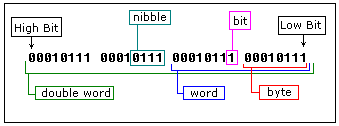 nibble
bit
High Bit
Low Bit
00010111 00010111 00010111 00010111
double word
word
byte